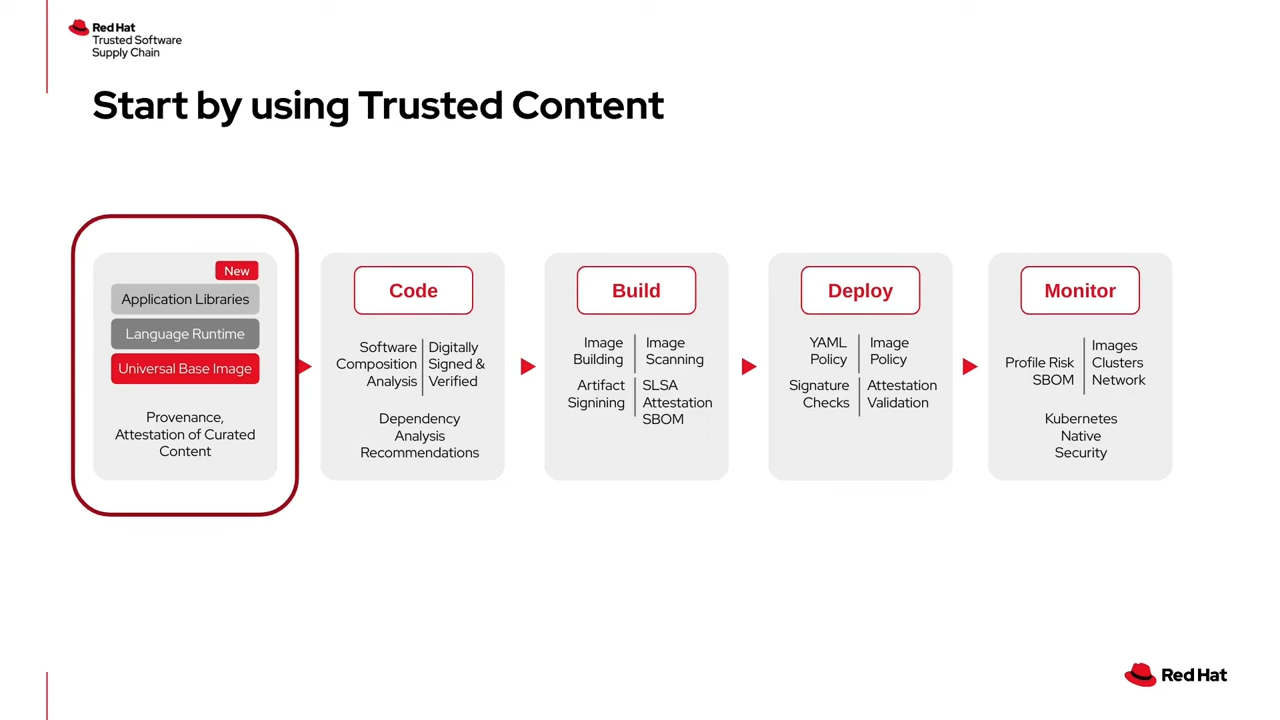 Red Hat
Trusted Software
Supply Chain
Start by using Trusted Content
New
Application Libraries
Language Runtime
Universal Base Image
Provenance,
Attestation of Curated
Content
Code
Software
Composition
Analysis
Digitally
Signed &
Verified
Dependency
Analysis
Recommendations
Build
Image
Building
Image
Scanning
Artifact
Signining
SLSA
Attestation
SBOM
Deploy
YAML
Policy
Image
Policy
Signature
Checks
Attestation
Validation
Monitor
Profile Risk
SBOM
Images
Clusters
Network
Kubernetes
Native
Security
Red Hat